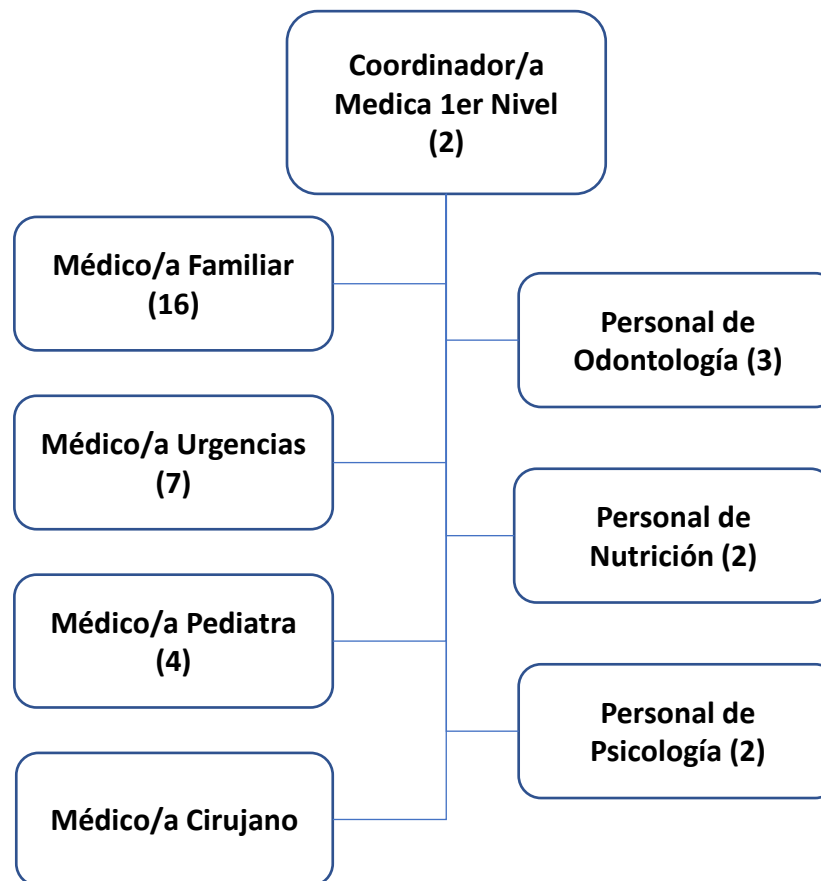 Coordinador/a
Medica 1er Nivel
(2)
Médico/a Familiar
(16)
Personal de
Odontología (3)
Médico/a Urgencias
(7)
Personal de
Nutrición (2)
Médico/a Pediatra
(4)
Personal de
Psicología (2)
Médico/a Cirujano